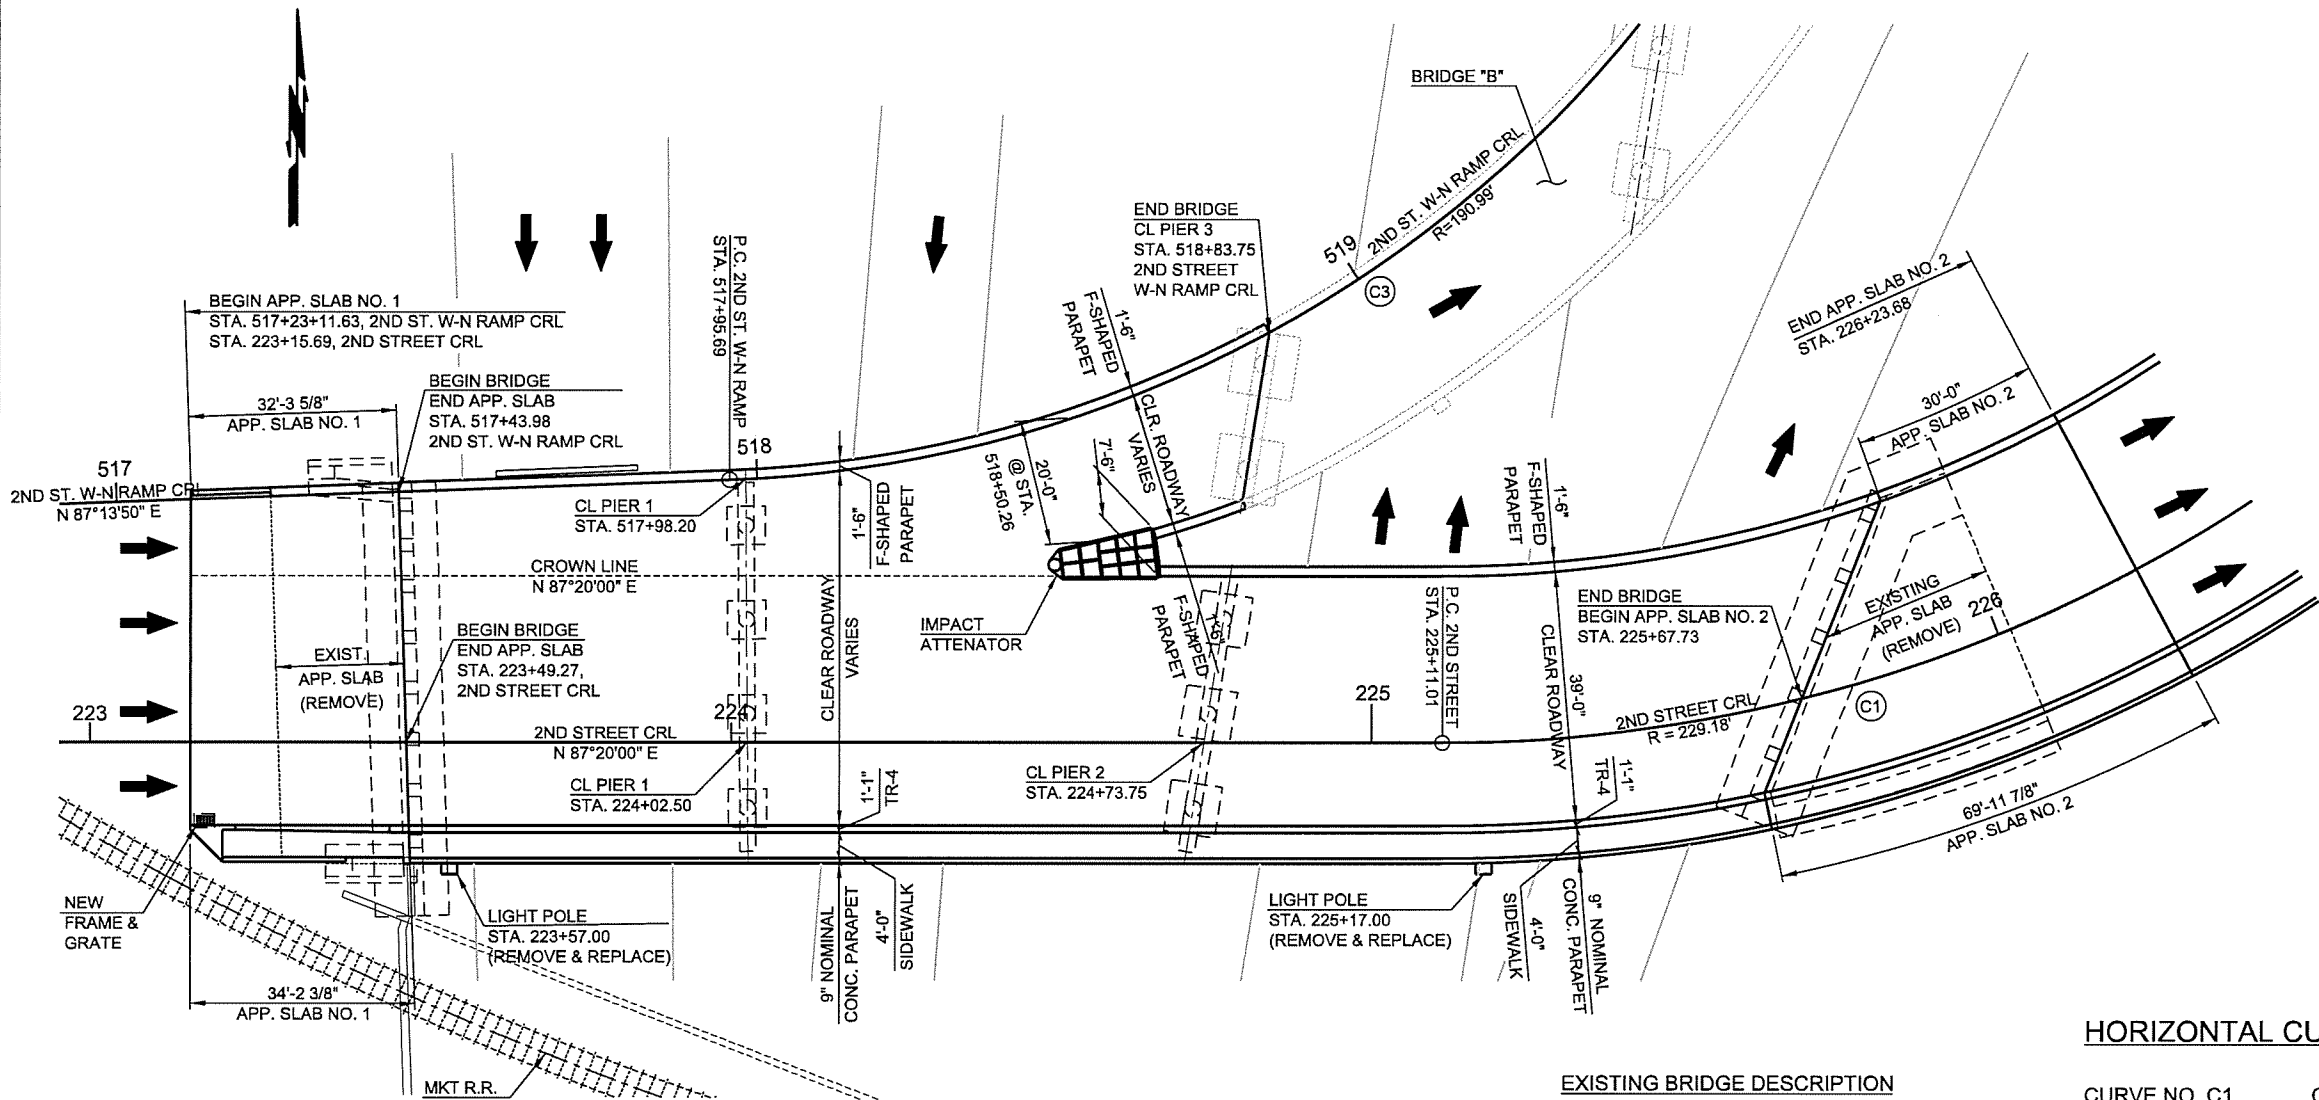 BRIDGE "B"
2ND ST. W-N RAMP CRL
R=190.99'
519
C3
END BRIDGE
CL PIER 3
STA. 518+83.75
2ND STREET
W-N RAMP CRL
N
P.C. 2ND ST. W-N RAMP
STA. 517+95.69
1'-6"
F-SHAPED
PARAPET
BEGIN APP. SLAB NO. 1
STA. 517+23+11.63, 2ND ST. W-N RAMP CRL
STA. 223+15.69, 2ND STREET CRL
END APP. SLAB NO. 2
STA. 226+23.68
BEGIN BRIDGE
END APP. SLAB
STA. 517+43.98
2ND ST. W-N RAMP CRL
32'-3 5/8"
APP. SLAB NO. 1
30'-0"
APP. SLAB NO. 2
CLR. ROADWAY
VARIES
7'-6"
20'-0"
@ STA.
518+50.26
518
517
2ND ST. W-N RAMP CRL
N 87°13'50" E
CL PIER 1
STA. 517+98.20
1'-6"
F-SHAPED
PARAPET
1'-6"
F-SHAPED
PARAPET
CROWN LINE
N 87°20'00" E
IMPACT
ATTENATOR
1'-6"
F-SHAPED
PARAPET
P.C. 2ND STREET
STA. 225+11.01
END BRIDGE
BEGIN APP. SLAB NO. 2
STA. 225+67.73
EXISTING
APP. SLAB
(REMOVE)
226
BEGIN BRIDGE
END APP. SLAB
STA. 223+49.27,
2ND STREET CRL
EXIST.
APP. SLAB
(REMOVE)
CLEAR ROADWAY
VARIES
CLEAR ROADWAY
39'-0"
223
224
225
2ND STREET CRL
N 87°20'00" E
2ND STREET CRL
R = 229.18'
C1
CL PIER 1
STA. 224+02.50
CL PIER 2
STA. 224+73.75
1'-1"
TR-4
1'-1"
TR-4
69'-11 7/8"
APP. SLAB NO. 2
NEW
FRAME &
GRATE
LIGHT POLE
STA. 223+57.00
(REMOVE & REPLACE)
9" NOMINAL
CONC. PARAPET
4'-0"
SIDEWALK
LIGHT POLE
STA. 225+17.00
(REMOVE & REPLACE)
4'-0"
SIDEWALK
9" NOMINAL
CONC. PARAPET
34'-2 3/8"
APP. SLAB NO. 1
MKT R.R.
EXISTING BRIDGE DESCRIPTION
HORIZONTAL CU
CURVE NO. C1